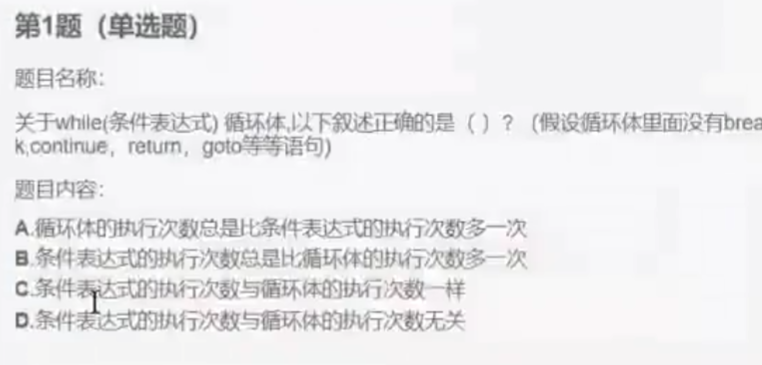 第1题（单选题）
题目名称：
关于while(条件表达式) 循环体,以下叙述正确的是（ ）？（假设循环体里面没有brea
k,continue，return，goto等等语句)
题目内容：
A.循环体的执行次数总是比条件表达式的执行次数多一次
B.条件表达式的执行次数总是比循环体的执行次数多一次
C.条件表达式的执行次数与循环体的执行次数一样
D.条件表达式的执行次数与循环体的执行次数无关